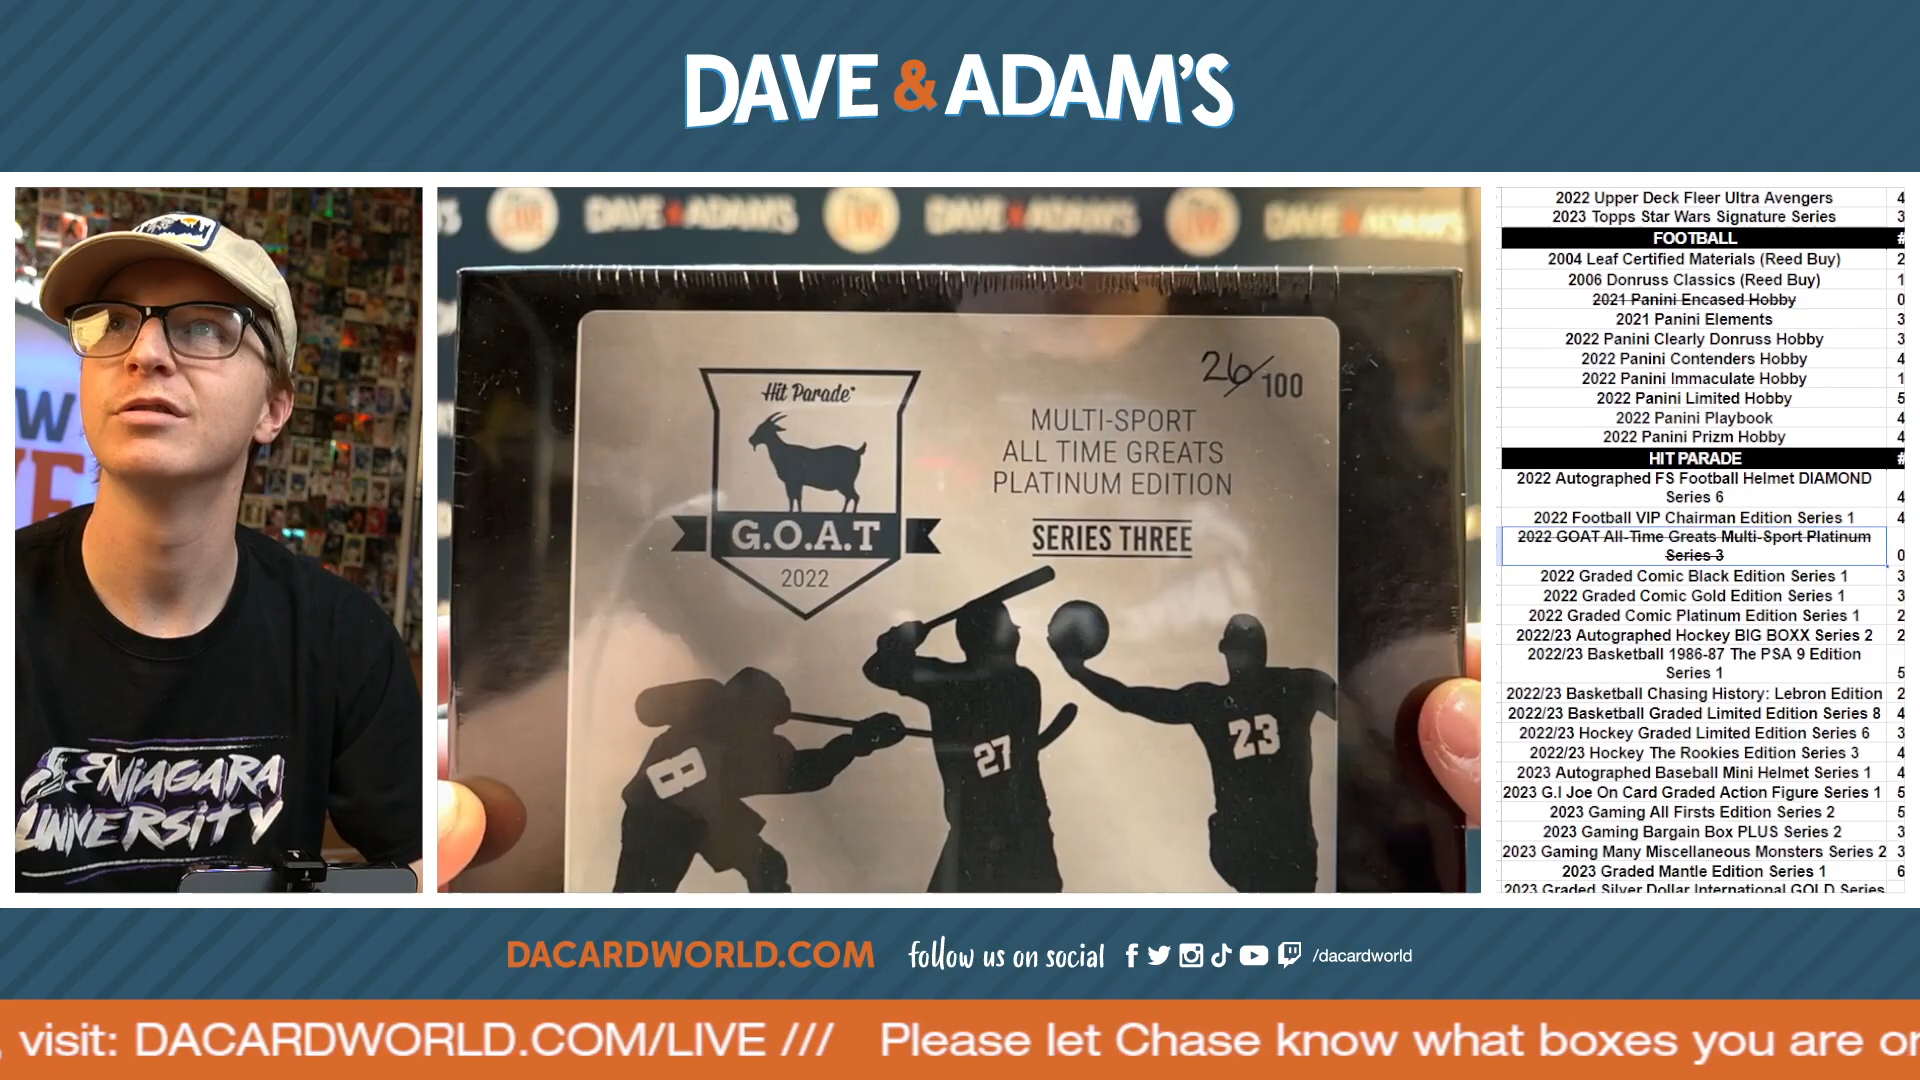 DAVE & ADAM'S
DAVE & ADAM'S
DAVE & ADAM'S
DAVE & ADAM'S
Hit Parade
G.O.A.T
2022
26/100
MULTI-SPORT
ALL TIME GREATS
PLATINUM EDITION
SERIES THREE
8
27
23
NIAGARA
UNIVERSITY
2022 Upper Deck Fleer Ultra Avengers 4
2023 Topps Star Wars Signature Series 3
FOOTBALL #
2004 Leaf Certified Materials (Reed Buy) 2
2006 Donruss Classics (Reed Buy) 1
2021 Panini Encased Hobby 0
2021 Panini Elements 3
2022 Panini Clearly Donruss Hobby 3
2022 Panini Contenders Hobby 4
2022 Panini Immaculate Hobby 1
2022 Panini Limited Hobby 5
2022 Panini Playbook 4
2022 Panini Prizm Hobby 4
HIT PARADE #
2022 Autographed FS Football Helmet DIAMOND
Series 6 4
2022 Football VIP Chairman Edition Series 1 4
2022 GOAT All-Time Greats Multi-Sport Platinum
Series 3 0
2022 Graded Comic Black Edition Series 1 3
2022 Graded Comic Gold Edition Series 1 3
2022 Graded Comic Platinum Edition Series 1 2
2022/23 Autographed Hockey BIG BOXX Series 2 2
2022/23 Basketball 1986-87 The PSA 9 Edition
Series 1 5
2022/23 Basketball Chasing History: Lebron Edition 2
2022/23 Basketball Graded Limited Edition Series 8 4
2022/23 Hockey Graded Limited Edition Series 6 3
2022/23 Hockey The Rookies Edition Series 3 4
2023 Autographed Baseball Mini Helmet Series 1 4
2023 G.I Joe On Card Graded Action Figure Series 1 5
2023 Gaming All Firsts Edition Series 2 5
2023 Gaming Bargain Box PLUS Series 2 3
2023 Gaming Many Miscellaneous Monsters Series 2 3
2023 Graded Mantle Edition Series 1 6
2023 Graded Silver Dollar International GOLD Series
DACARDWORLD.COM follow us on social /dacardworld
visit: DACARDWORLD.COM/LIVE /// Please let Chase know what boxes you are or